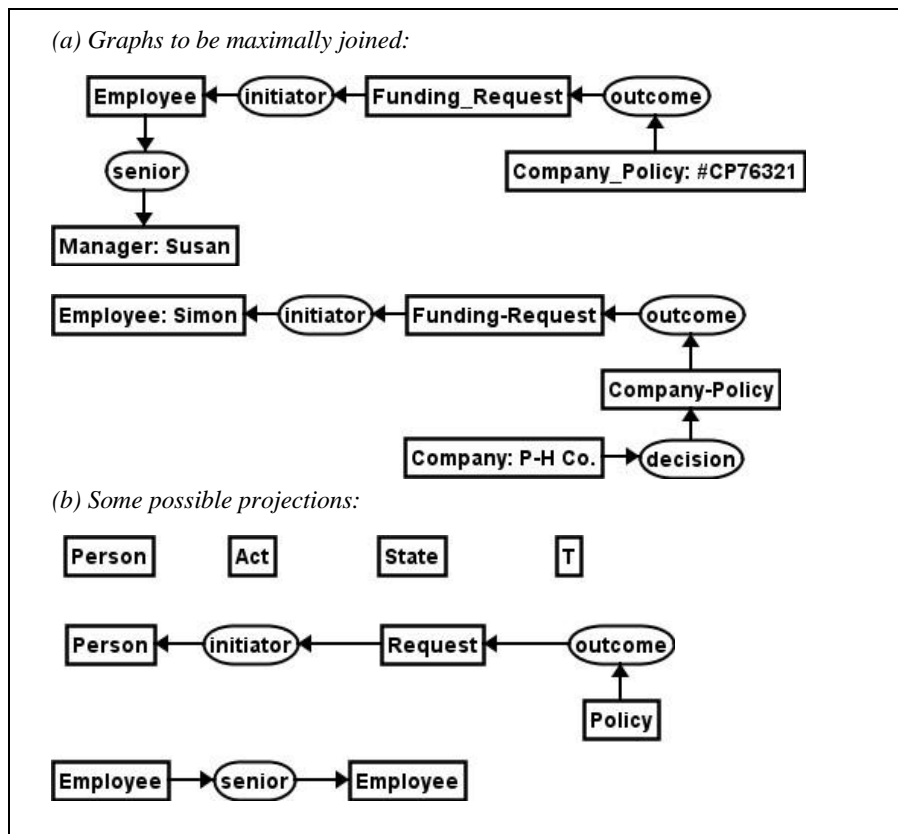 (a) Graphs to be maximally joined:
Employee initiator Funding_Request outcome
senior Company_Policy: #CP76321
Manager: Susan
Employee: Simon initiator Funding-Request outcome
Company-Policy
Company: P-H Co. decision
(b) Some possible projections:
Person Act State T
Person initiator Request outcome
Policy
Employee senior Employee